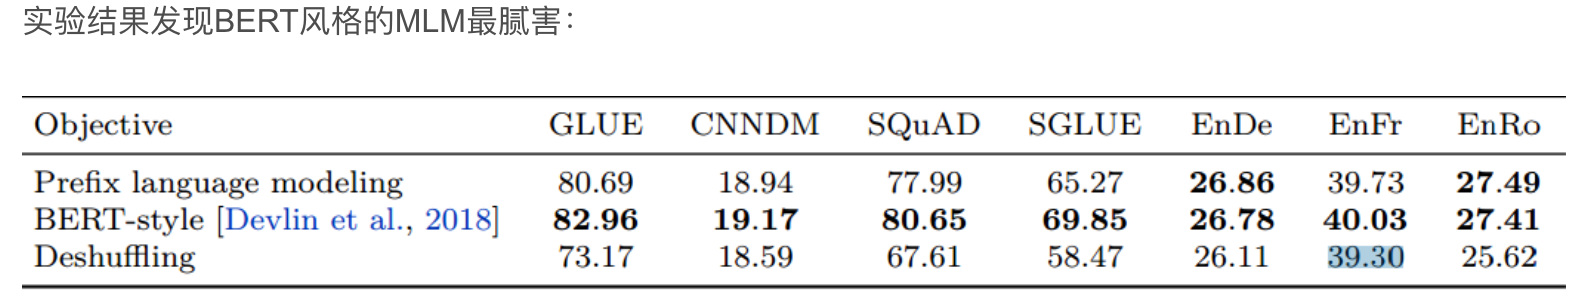 实验结果发现BERT风格的MLM最腻害：
Objective GLUE CNNDM SQuAD SGLUE EnDe EnFr EnRo
Prefix language modeling 80.69 18.94 77.99 65.27 26.86 39.73 27.49
BERT-style [Devlin et al., 2018] 82.96 19.17 80.65 69.85 26.78 40.03 27.41
Deshuffling 73.17 18.59 67.61 58.47 26.11 39.30 25.62